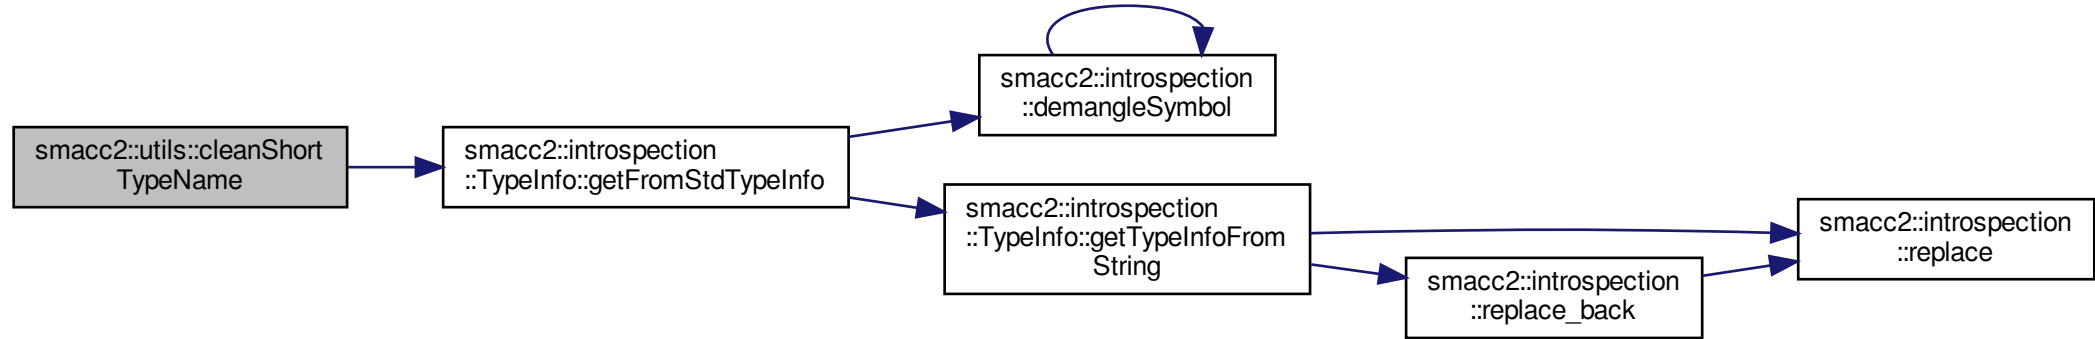 smacc2::utils::cleanShort
TypeName
smacc2::introspection
::TypeInfo::getFromStdTypeInfo
smacc2::introspection
::demangleSymbol
smacc2::introspection
::TypeInfo::getTypeInfoFrom
String
smacc2::introspection
::replace_back
smacc2::introspection
::replace